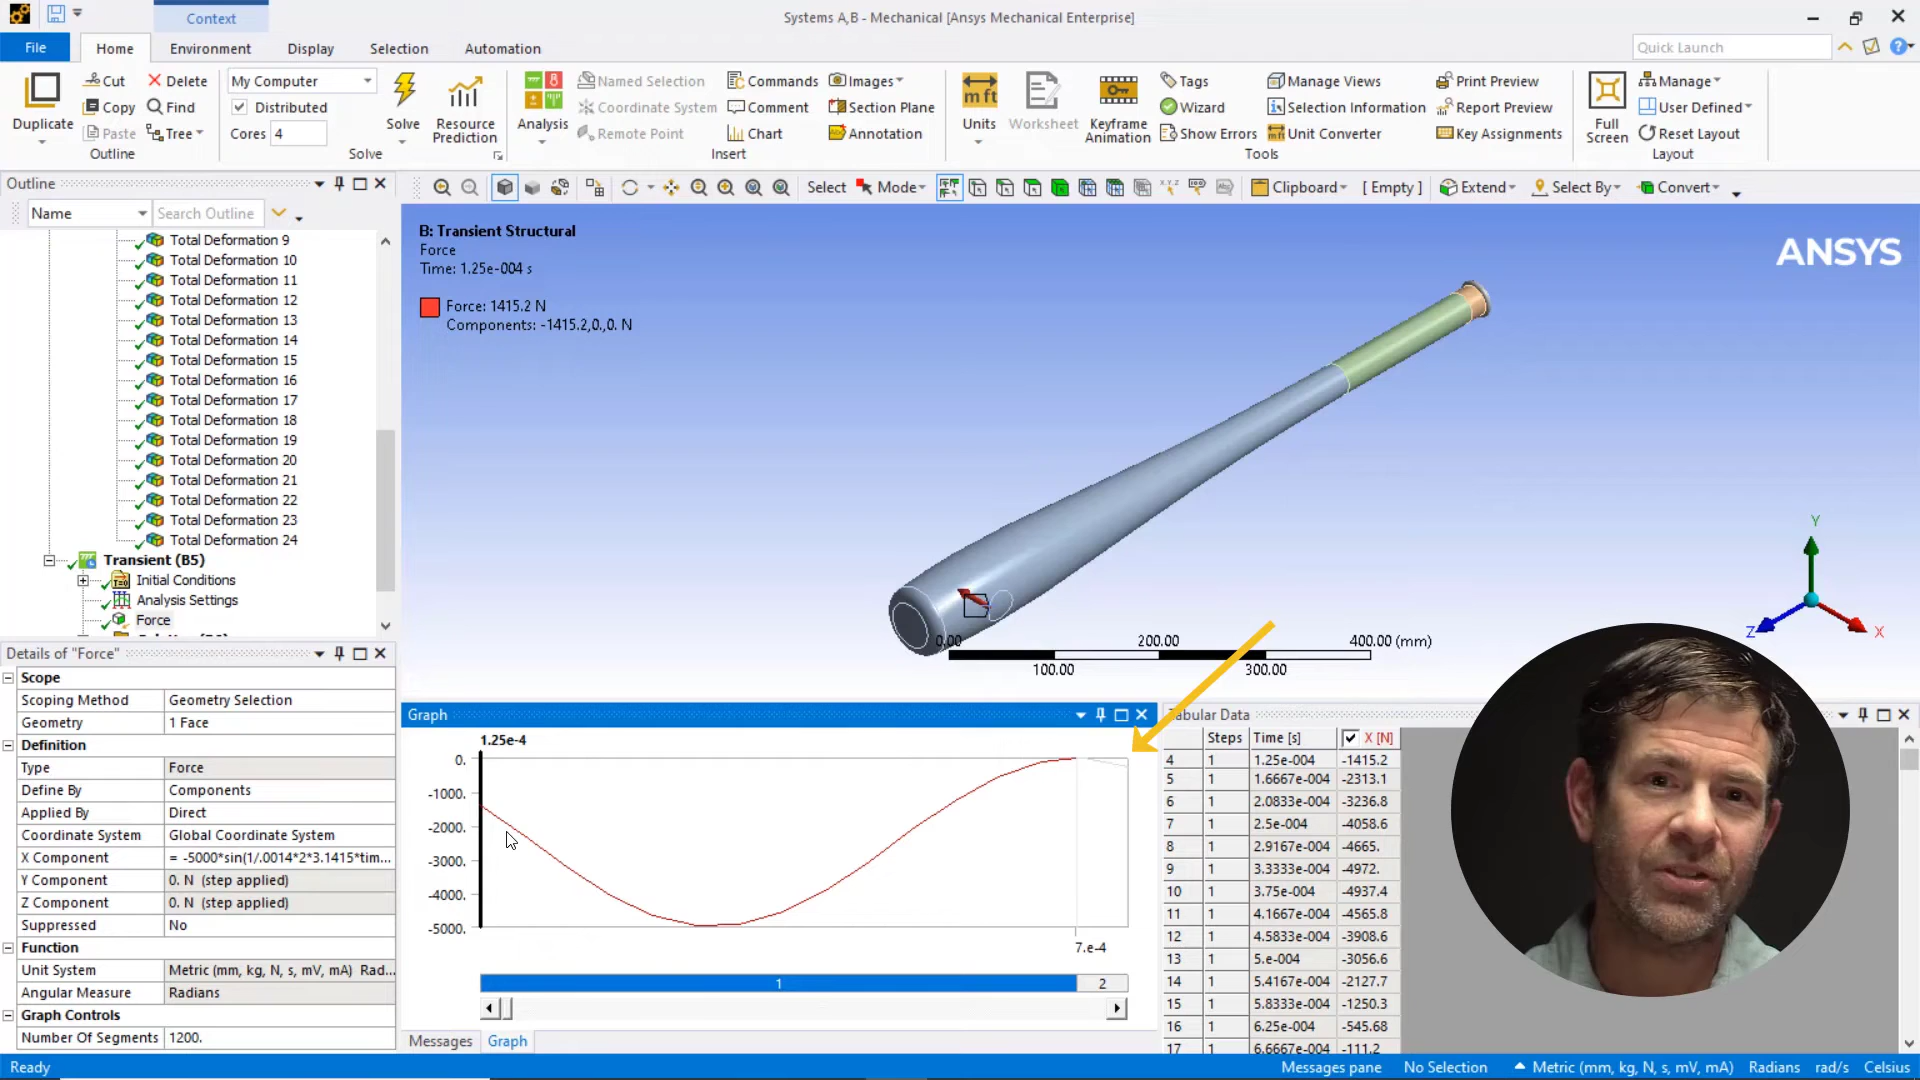 Context
Systems A,B - Mechanical [Ansys Mechanical Enterprise]
File Home Environment Display Selection Automation
Quick Launch
Duplicate
Cut
Copy
Paste
Delete
Find
Tree
Outline
My Computer
Distributed
Cores 4
Solve
Resource Prediction
Solve
Analysis
Named Selection
Coordinate System
Remote Point
Commands
Comment
Chart
Images
Section Plane
Annotation
Insert
Units
Worksheet
Keyframe Animation
Tags
Wizard
Show Errors
Manage Views
Selection Information
Unit Converter
Print Preview
Report Preview
Key Assignments
Tools
Full Screen
Manage
User Defined
Reset Layout
Layout
Outline
Name Search Outline
Select Mode Clipboard [ Empty ] Extend Select By Convert
Total Deformation 9
Total Deformation 10
Total Deformation 11
Total Deformation 12
Total Deformation 13
Total Deformation 14
Total Deformation 15
Total Deformation 16
Total Deformation 17
Total Deformation 18
Total Deformation 19
Total Deformation 20
Total Deformation 21
Total Deformation 22
Total Deformation 23
Total Deformation 24
Transient (B5)
Initial Conditions
Analysis Settings
Force
B: Transient Structural
Force
Time: 1.25e-004 s
Force: 1415.2 N
Components: -1415.2,0.,0. N
ANSYS
Y
Z
X
0.00 200.00 400.00 (mm)
100.00 300.00
Details of "Force"
Scope
Scoping Method Geometry Selection
Geometry 1 Face
Definition
Type Force
Define By Components
Applied By Direct
Coordinate System Global Coordinate System
X Component = -5000*sin(1/.0014*2*3.1415*tim...
Y Component 0. N (step applied)
Z Component 0. N (step applied)
Suppressed No
Function
Unit System Metric (mm, kg, N, s, mV, mA) Rad...
Angular Measure Radians
Graph Controls
Number Of Segments 1200.
Graph
1.25e-4
0.
-1000.
-2000.
-3000.
-4000.
-5000.
7.e-4
1 2
Messages Graph
Tabular Data
Steps Time [s] X [N]
4 1 1.25e-004 -1415.2
5 1 1.6667e-004 -2313.1
6 1 2.0833e-004 -3236.8
7 1 2.5e-004 -4058.6
8 1 2.9167e-004 -4665.
9 1 3.3333e-004 -4972.
10 1 3.75e-004 -4937.4
11 1 4.1667e-004 -4565.8
12 1 4.5833e-004 -3908.6
13 1 5.e-004 -3056.6
14 1 5.4167e-004 -2127.7
15 1 5.8333e-004 -1250.3
16 1 6.25e-004 -545.68
17 1 6.6667e-004 -111.2
Ready
Messages pane No Selection Metric (mm, kg, N, s, mV, mA) Radians rad/s Celsius